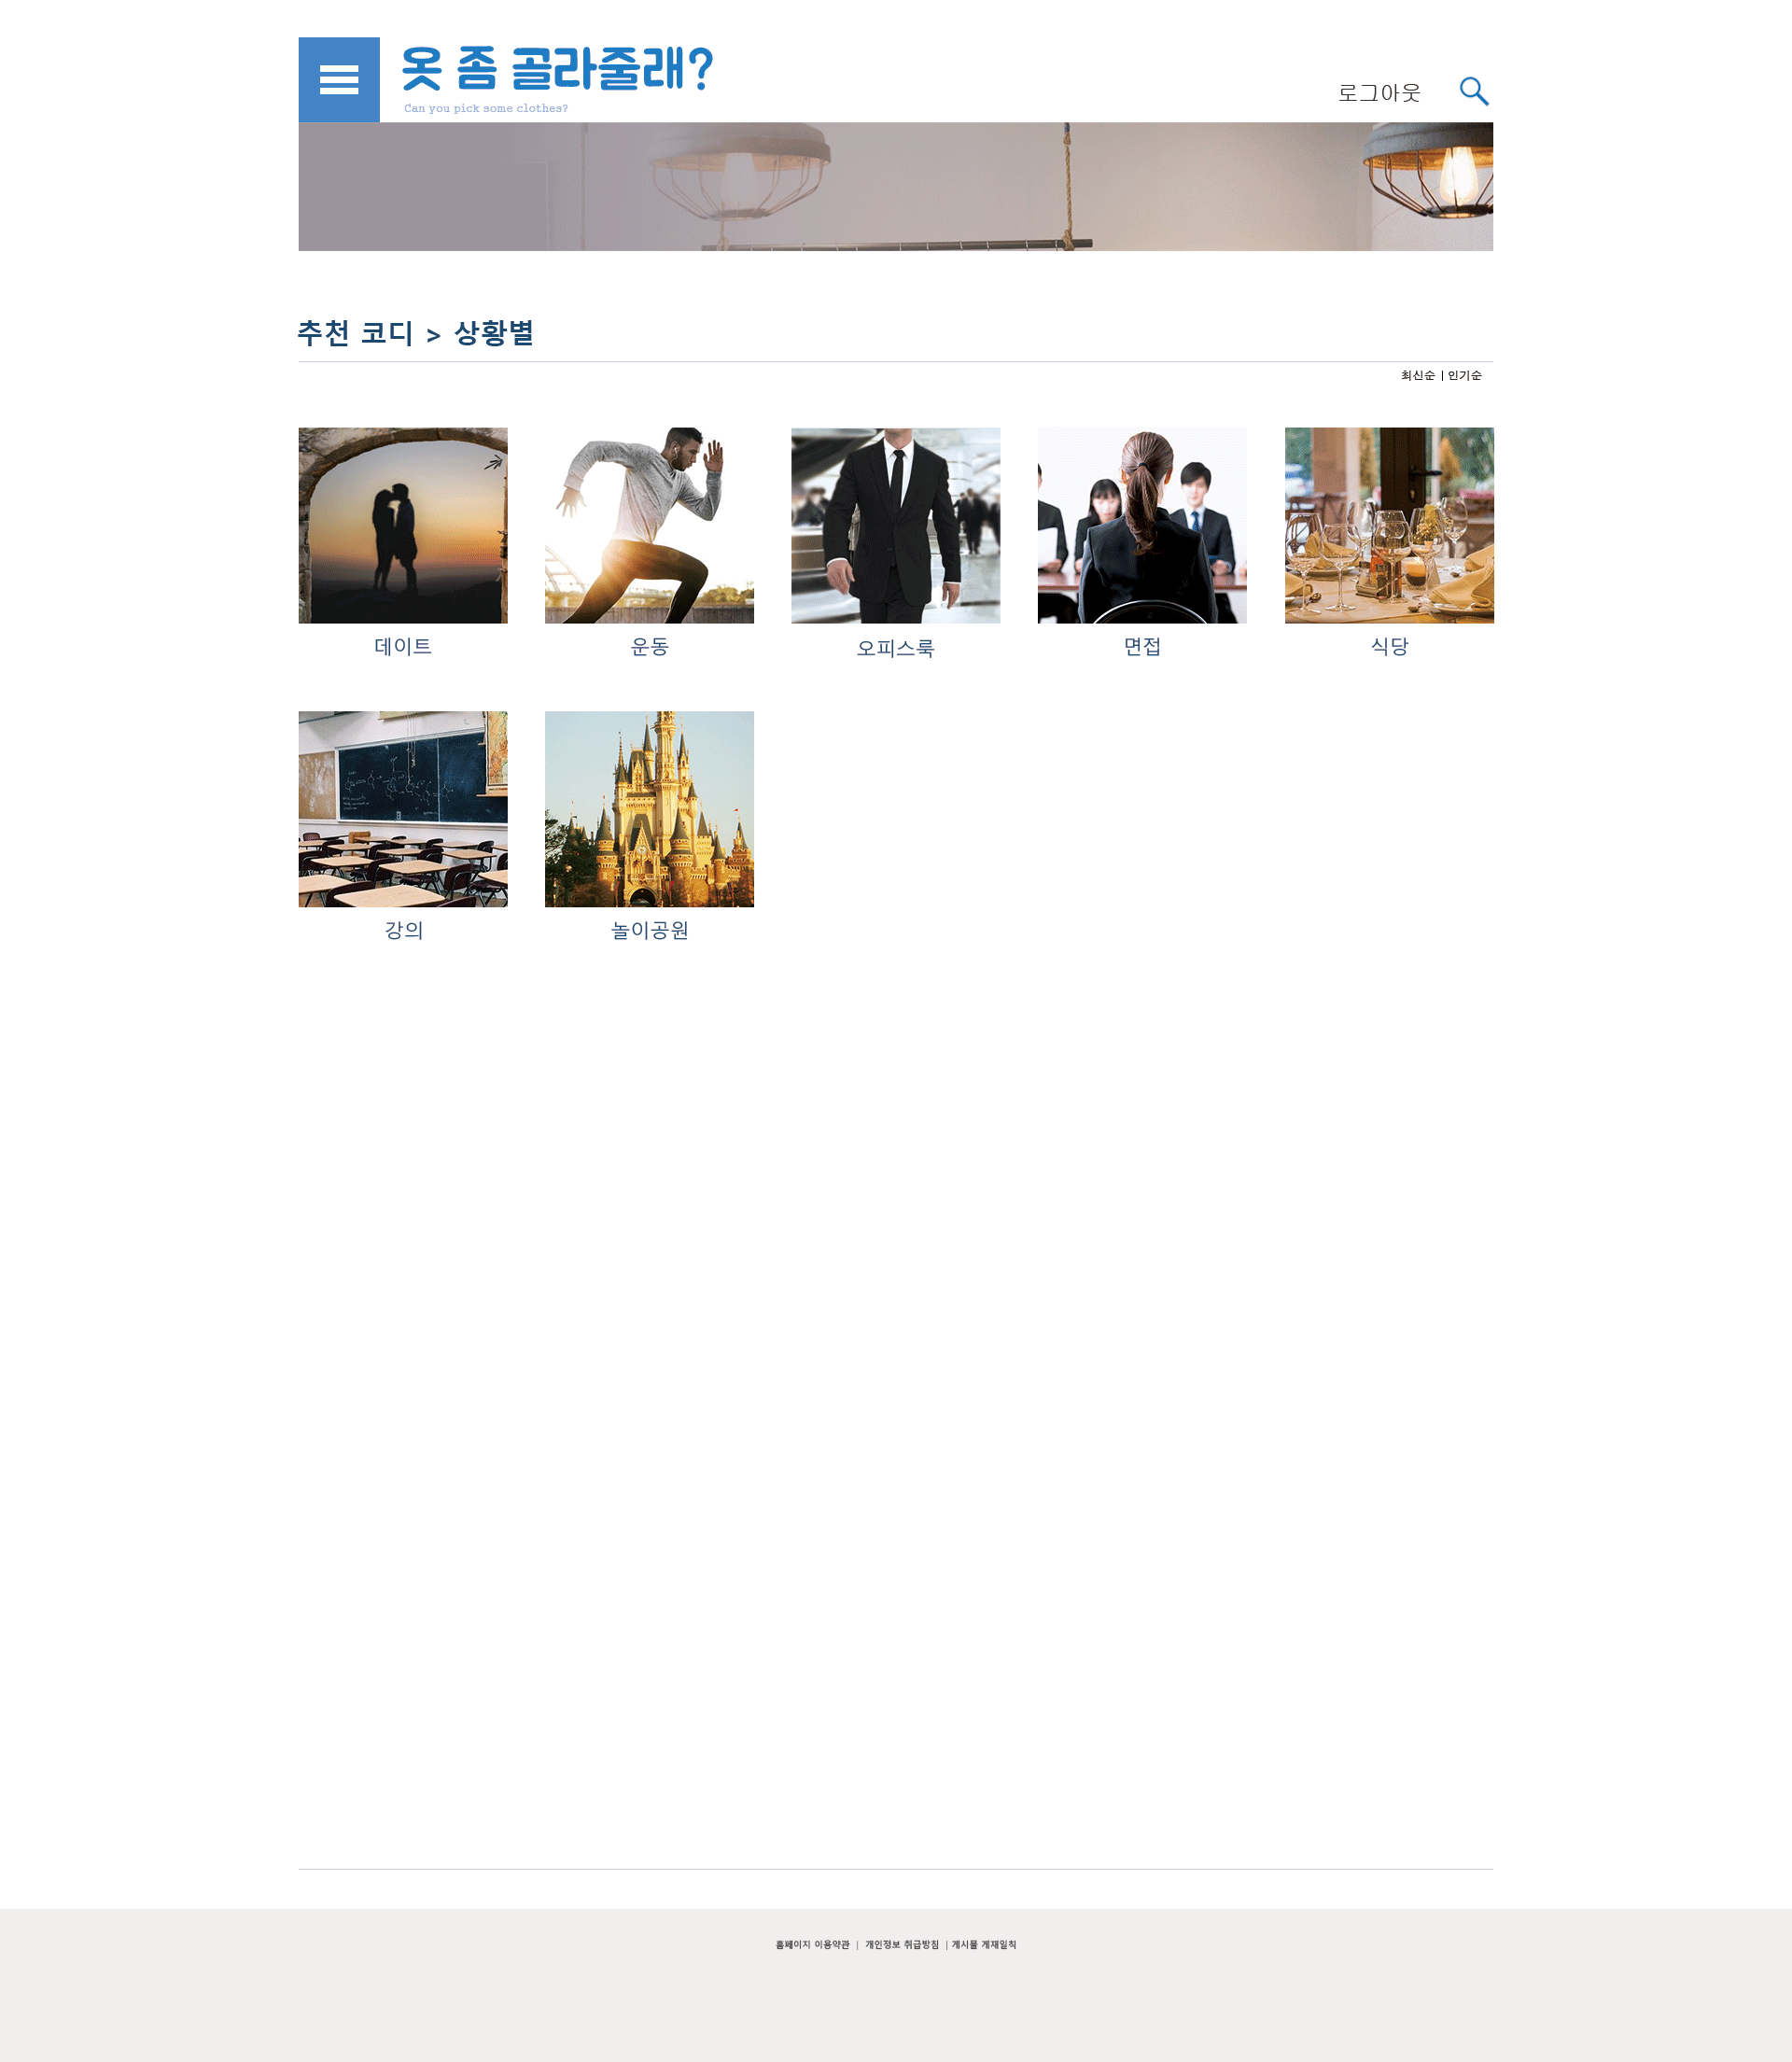 옷 좀 골라줄래?
Can you pick some clothes?
로그아웃
추천 코디 > 상황별
최신순 | 인기순
데이트
운동
오피스룩
면접
식당
강의
놀이공원
홈페이지 이용약관 | 개인정보 취급방침 | 게시물 게재일칙